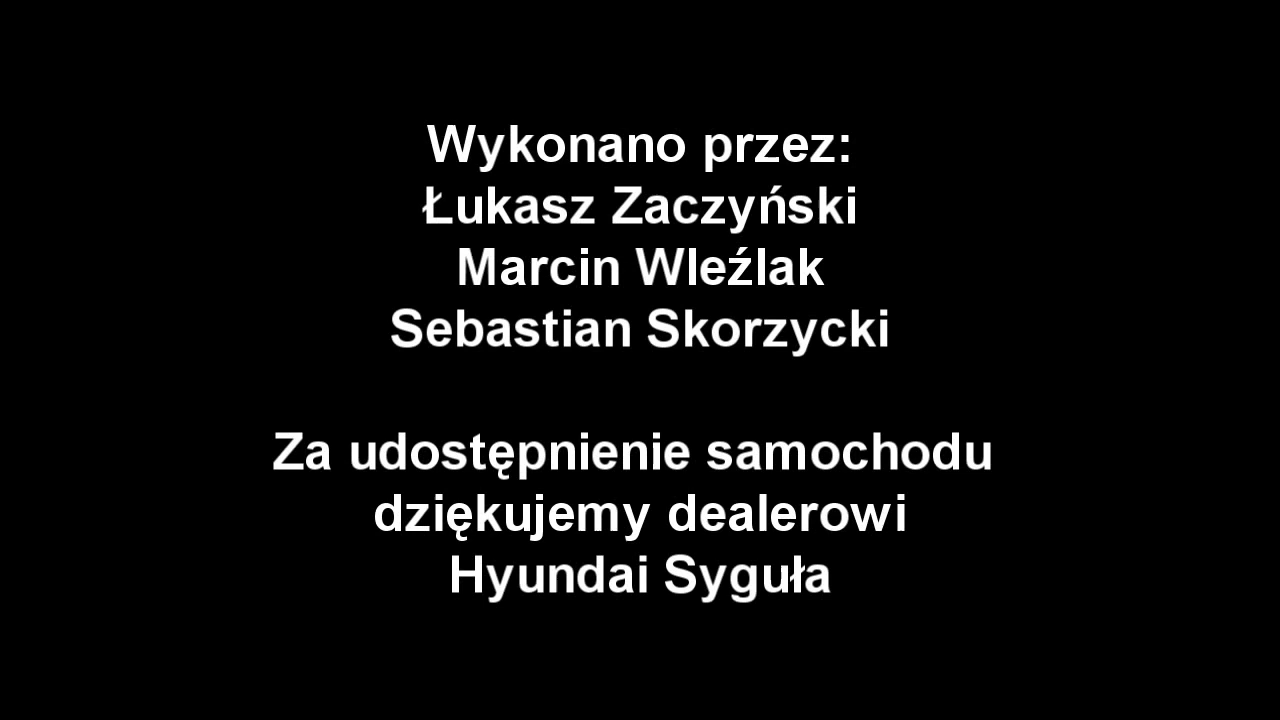 Wykonano przez:
Łukasz Zaczyński
Marcin Wleźlak
Sebastian Skorzycki
Za udostępnienie samochodu
dziękujemy dealerowi
Hyundai Syguła